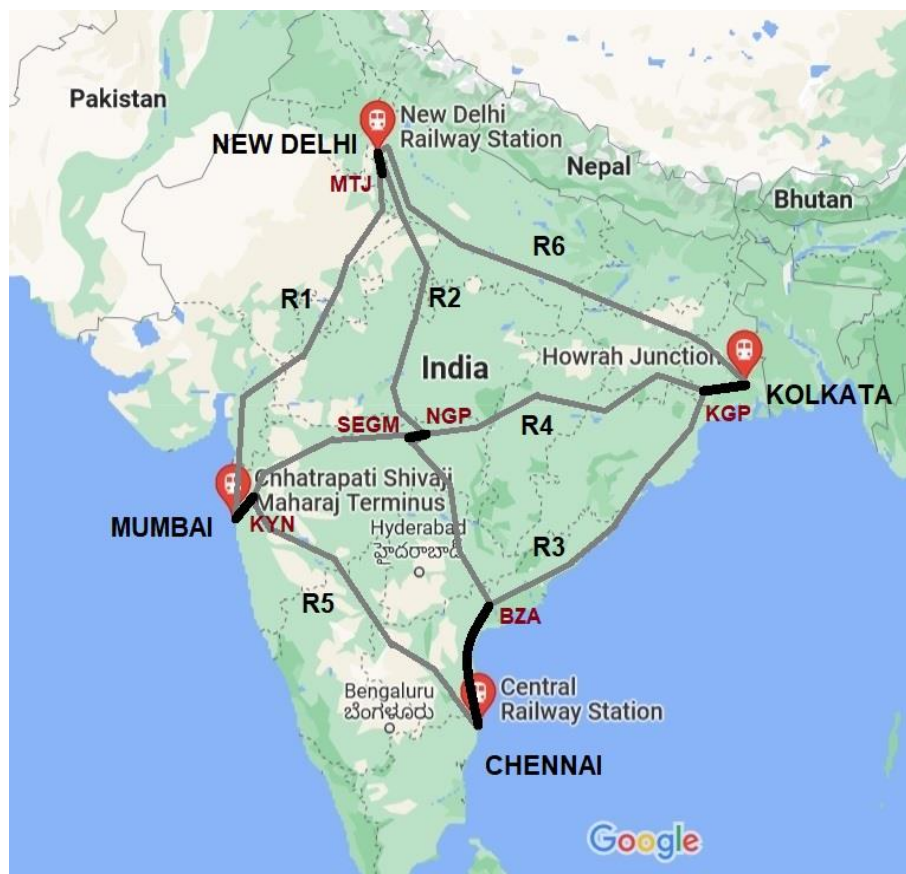 Pakistan
NEW DELHI
New Delhi
Railway Station
MTJ
Nepal
Bhutan
R6
R1
R2
India
Howrah Junction
KOLKATA
KGP
SEGM
NGP
R4
Chhatrapati Shivaji
Maharaj Terminus
MUMBAI
KYN
Hyderabad
హైదరాబాద్
R3
R5
BZA
Bengaluru
ಬೆಂಗಳೂರು
Central
Railway Station
CHENNAI
Google